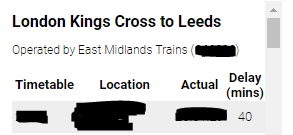 London Kings Cross to Leeds
Operated by East Midlands Trains ( )
Timetable Location Actual Delay (mins)
40